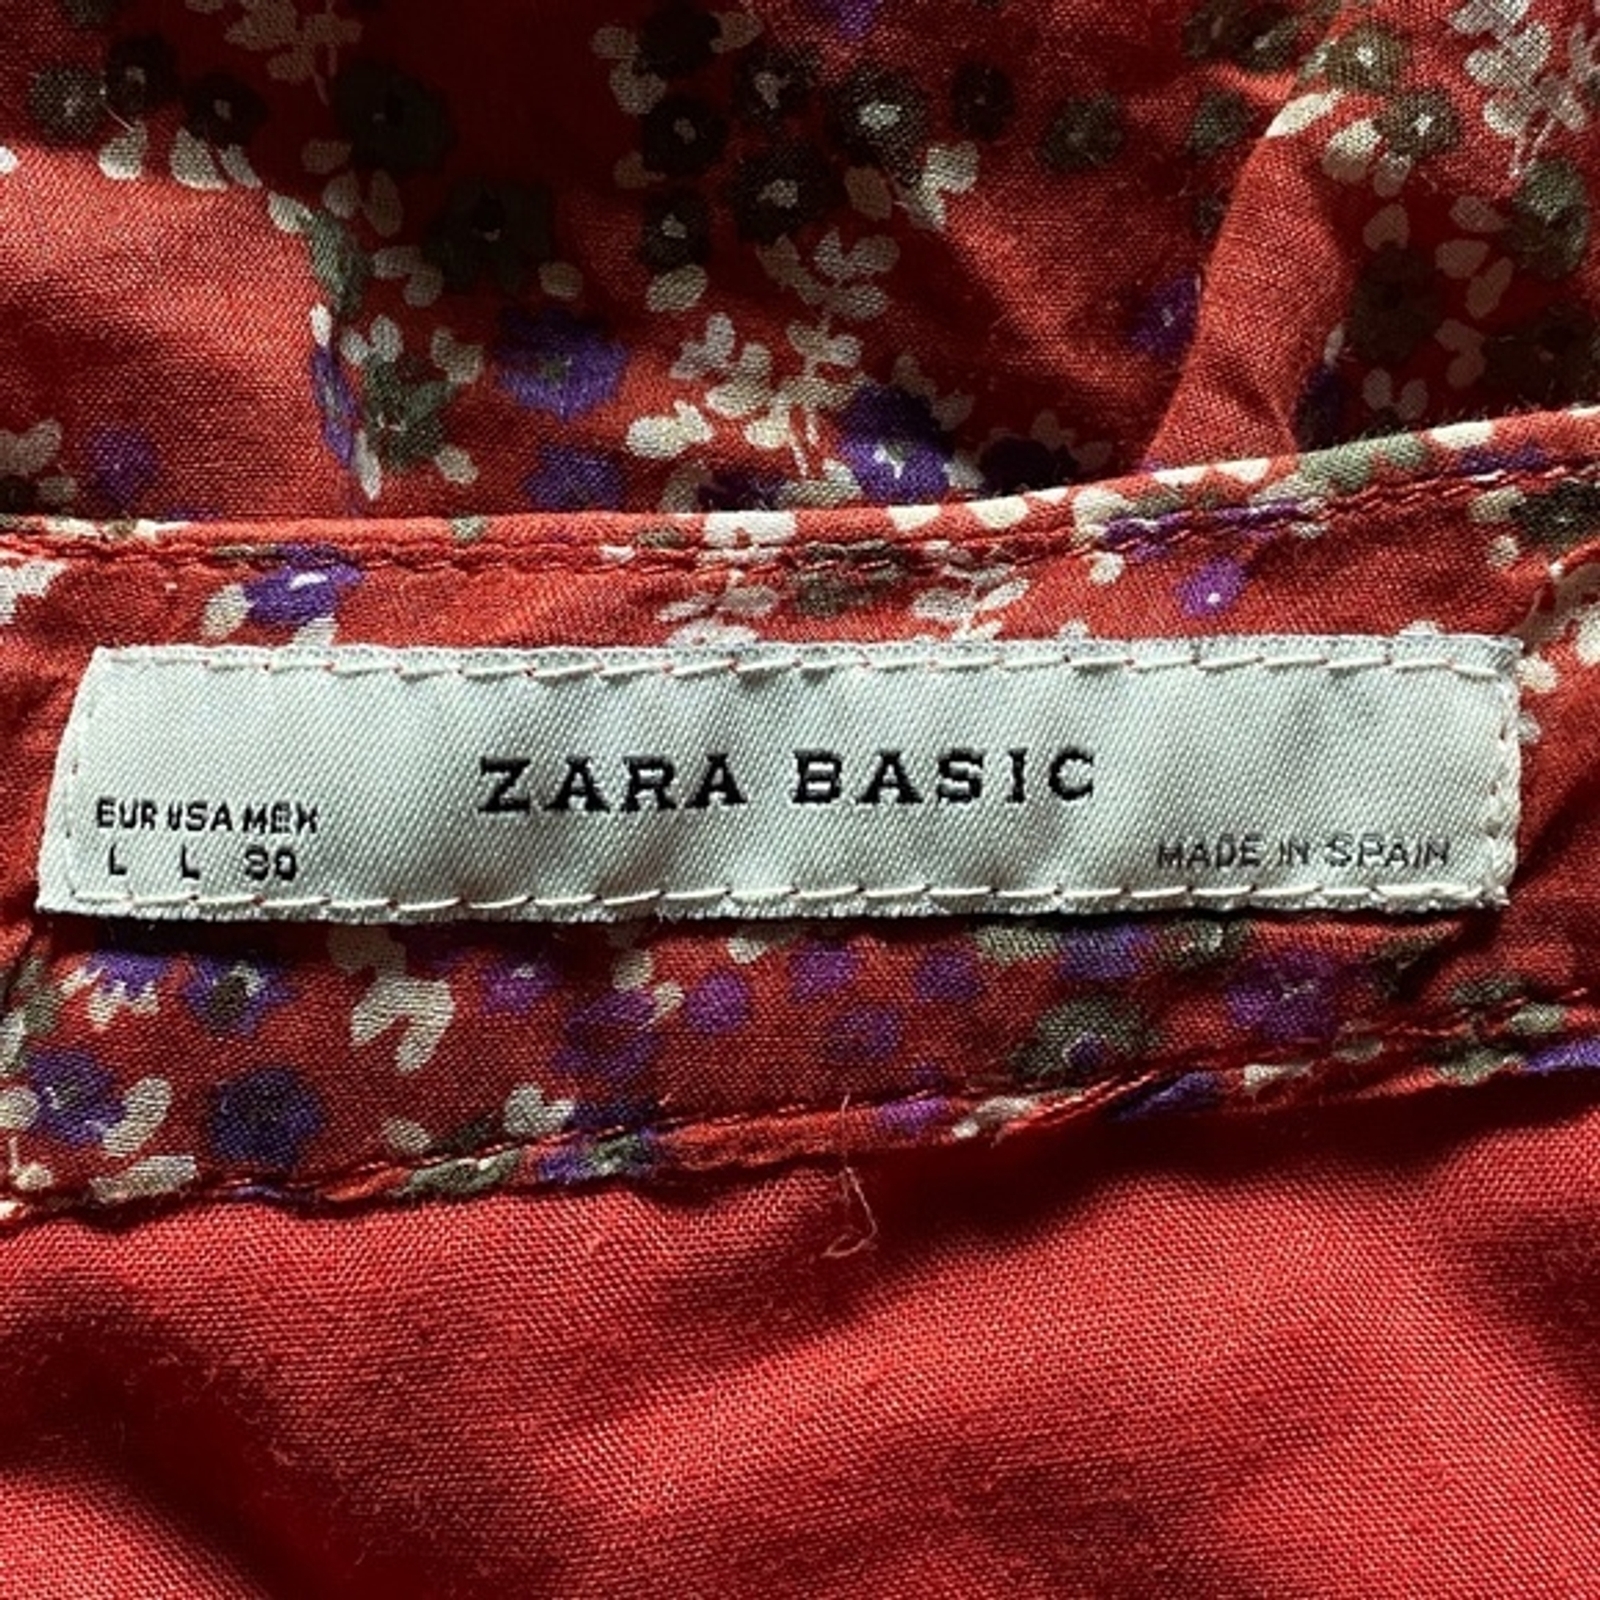 ZARA BASIC
EUR USA MEX
L L 30
MADE IN SPAIN